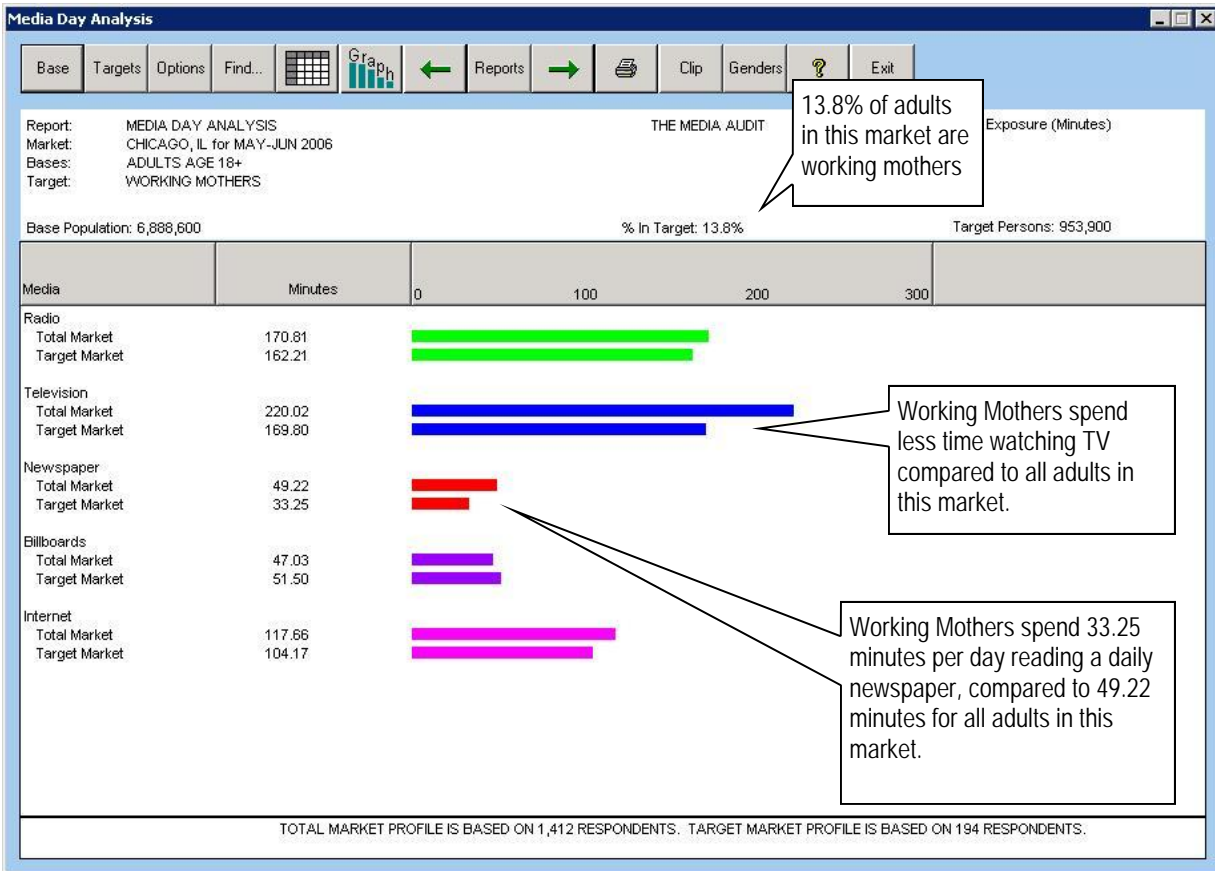 Media Day Analysis
Base Targets Options Find... Graph Reports Clip Genders ? Exit
Report: MEDIA DAY ANALYSIS THE MEDIA AUDIT Exposure (Minutes)
Market: CHICAGO, IL for MAY-JUN 2006
Bases: ADULTS AGE 18+
Target: WORKING MOTHERS
13.8% of adults
in this market are
working mothers
Base Population: 6,888,600 % In Target: 13.8% Target Persons: 953,900
Media Minutes 0 100 200 300
Radio
Total Market 170.81
Target Market 162.21
Television
Total Market 220.02
Target Market 169.80
Working Mothers spend
less time watching TV
compared to all adults in
this market.
Newspaper
Total Market 49.22
Target Market 33.25
Billboards
Total Market 47.03
Target Market 51.50
Internet
Total Market 117.66
Target Market 104.17
Working Mothers spend 33.25
minutes per day reading a daily
newspaper, compared to 49.22
minutes for all adults in this
market.
TOTAL MARKET PROFILE IS BASED ON 1,412 RESPONDENTS. TARGET MARKET PROFILE IS BASED ON 194 RESPONDENTS.